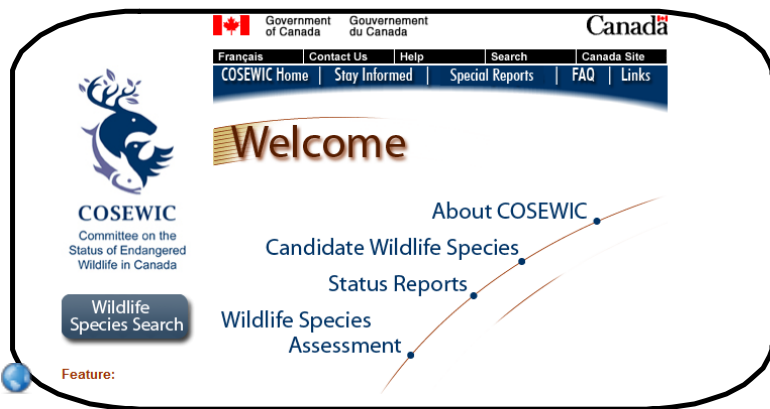 Government
of Canada
Gouvernement
du Canada
Canada
Français
Contact Us
Help
Search
Canada Site
COSEWIC Home | Stay Informed | Special Reports | FAQ | Links
Welcome
COSEWIC
Committee on the
Status of Endangered
Wildlife in Canada
Wildlife
Species Search
About COSEWIC
Candidate Wildlife Species
Status Reports
Wildlife Species
Assessment
Feature: